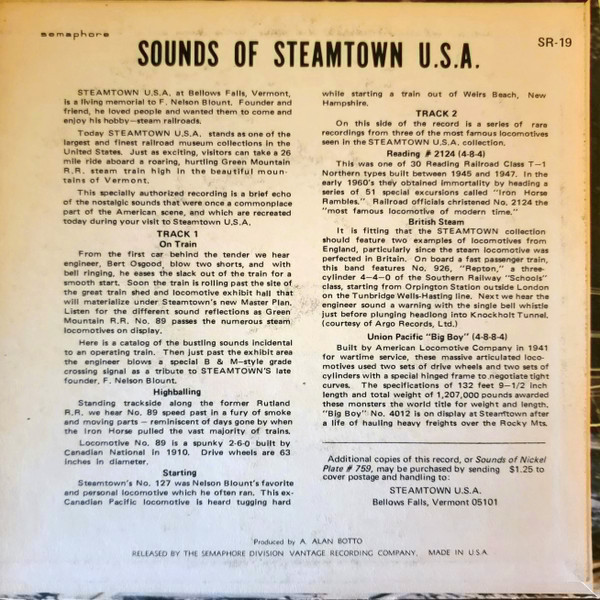 semaphore
SR-19
SOUNDS OF STEAMTOWN U.S.A.
STEAMTOWN U.S.A. at Bellows Falls, Vermont,
is a living memorial to F. Nelson Blount. Founder and
friend, he loved people and wanted them to come and
enjoy his hobby—steam railroads.
Today STEAMTOWN U.S.A. stands as one of the
largest and finest railroad museum collections in the
United States. Just as exciting, visitors can take a 26
mile ride aboard a roaring, hurtling Green Mountain
R.R. steam train high in the beautiful moun-
tains of Vermont.
This specially authorized recording is a brief echo
of the nostalgic sounds that were once a commonplace
part of the American scene, and which are recreated
today during your visit to Steamtown U.S.A.
TRACK 1
On Train
From the first car behind the tender we hear
engineer, Bert Osgood, blow two shorts, and with
bell ringing, he eases the slack out of the train for a
smooth start. Soon the train is rolling past the site of
the great train shed and locomotive exhibit hall that
will materialize under Steamtown's new Master Plan.
Listen for the different sound reflections as Green
Mountain R.R. No. 89 passes the numerous steam
locomotives on display.
Here is a catalog of the bustling sounds incidental
to an operating train. Then just past the exhibit area
the engineer blows a special B & M—style grade
crossing signal as a tribute to STEAMTOWN'S late
founder, F. Nelson Blount.
Highballing
Standing trackside along the former Rutland
R.R. we hear No. 89 speed past in a fury of smoke
and moving parts — reminiscent of days gone by when
the Iron Horse pulled the vast majority of trains.
Locomotive No. 89 is a spunky 2-6-0 built by
Canadian National in 1910. Drive wheels are 63
inches in diameter.
Starting
Steamtown's No. 127 was Nelson Blount's favorite
and personal locomotive which he often ran. This ex-
Canadian Pacific locomotive is heard tugging hard
while starting a train out of Weirs Beach, New
Hampshire.
TRACK 2
On this side of the record is a series of rare
recordings from three of the most famous locomotives
seen in the STEAMTOWN U.S.A. collection.
Reading # 2124 (4-8-4)
This was one of 30 Reading Railroad Class T—1
Northern types built between 1945 and 1947. In the
early 1960's they obtained immortality by heading a
series of 51 special excursions called "Iron Horse
Rambles." Railroad officials christened No. 2124 the
"most famous locomotive of modern time."
British Steam
It is fitting that the STEAMTOWN collection
should feature two examples of locomotives from
England, particularly since the steam locomotive was
perfected in Britain. On board a fast passenger train,
this band features No. 926, "Repton," a three-
cylinder 4—4—0 of the Southern Railway "Schools"
class, starting from Orpington Station outside London
on the Tunbridge Wells-Hasting line. Next we hear the
engineer sound a warning with the single bell whistle
just before plunging headlong into Knockholt Tunnel.
(courtesy of Argo Records, Ltd.)
Union Pacific "Big Boy" (4-8-8-4)
Built by American Locomotive Company in 1941
for wartime service, these massive articulated loco-
motives used two sets of drive wheels and two sets of
cylinders with a special hinged frame to negotiate tight
curves. The specifications of 132 feet 9—1/2 inch
length and total weight of 1,207,000 pounds awarded
these monsters the world title for weight and length.
"Big Boy" No. 4012 is on display at Steamtown after
a life of hauling heavy freights over the Rocky Mts.
Additional copies of this record, or Sounds of Nickel
Plate # 759, may be purchased by sending $1.25 to
cover postage and handling to:
STEAMTOWN U.S.A.
Bellows Falls, Vermont 05101
Produced by A. ALAN BOTTO
RELEASED BY THE SEMAPHORE DIVISION VANTAGE RECORDING COMPANY, MADE IN U.S.A.